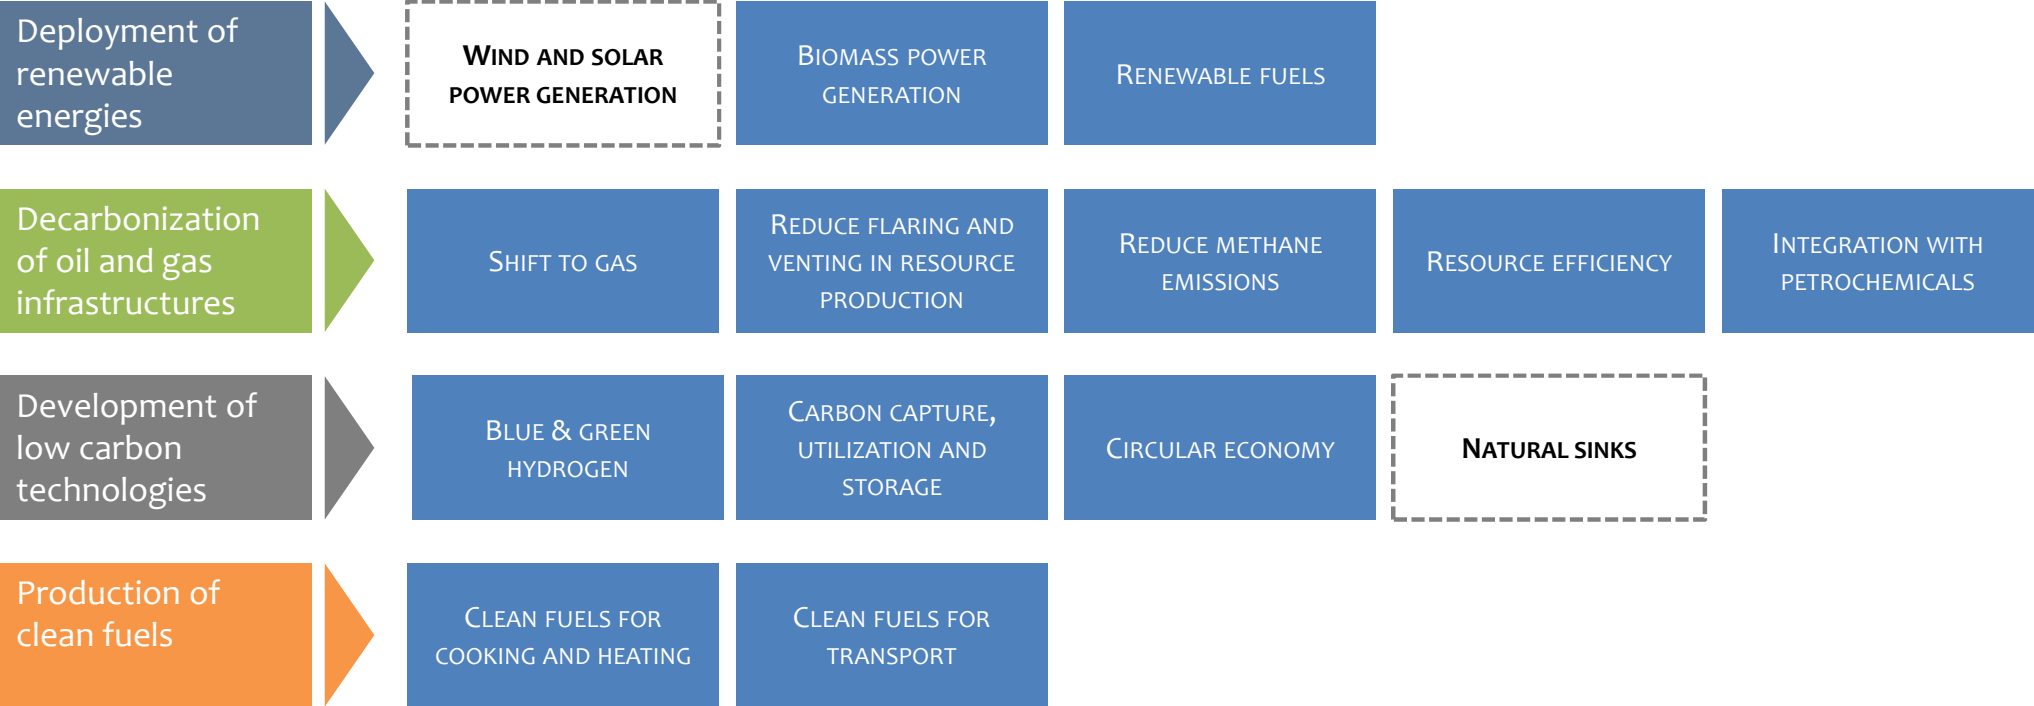 Deployment of
renewable
energies
WIND AND SOLAR
POWER GENERATION
BIOMASS POWER
GENERATION
RENEWABLE FUELS
Decarbonization
of oil and gas
infrastructures
SHIFT TO GAS
REDUCE FLARING AND
VENTING IN RESOURCE
PRODUCTION
REDUCE METHANE
EMISSIONS
RESOURCE EFFICIENCY
INTEGRATION WITH
PETROCHEMICALS
Development of
low carbon
technologies
BLUE & GREEN
HYDROGEN
CARBON CAPTURE,
UTILIZATION AND
STORAGE
CIRCULAR ECONOMY
NATURAL SINKS
Production of
clean fuels
CLEAN FUELS FOR
COOKING AND HEATING
CLEAN FUELS FOR
TRANSPORT